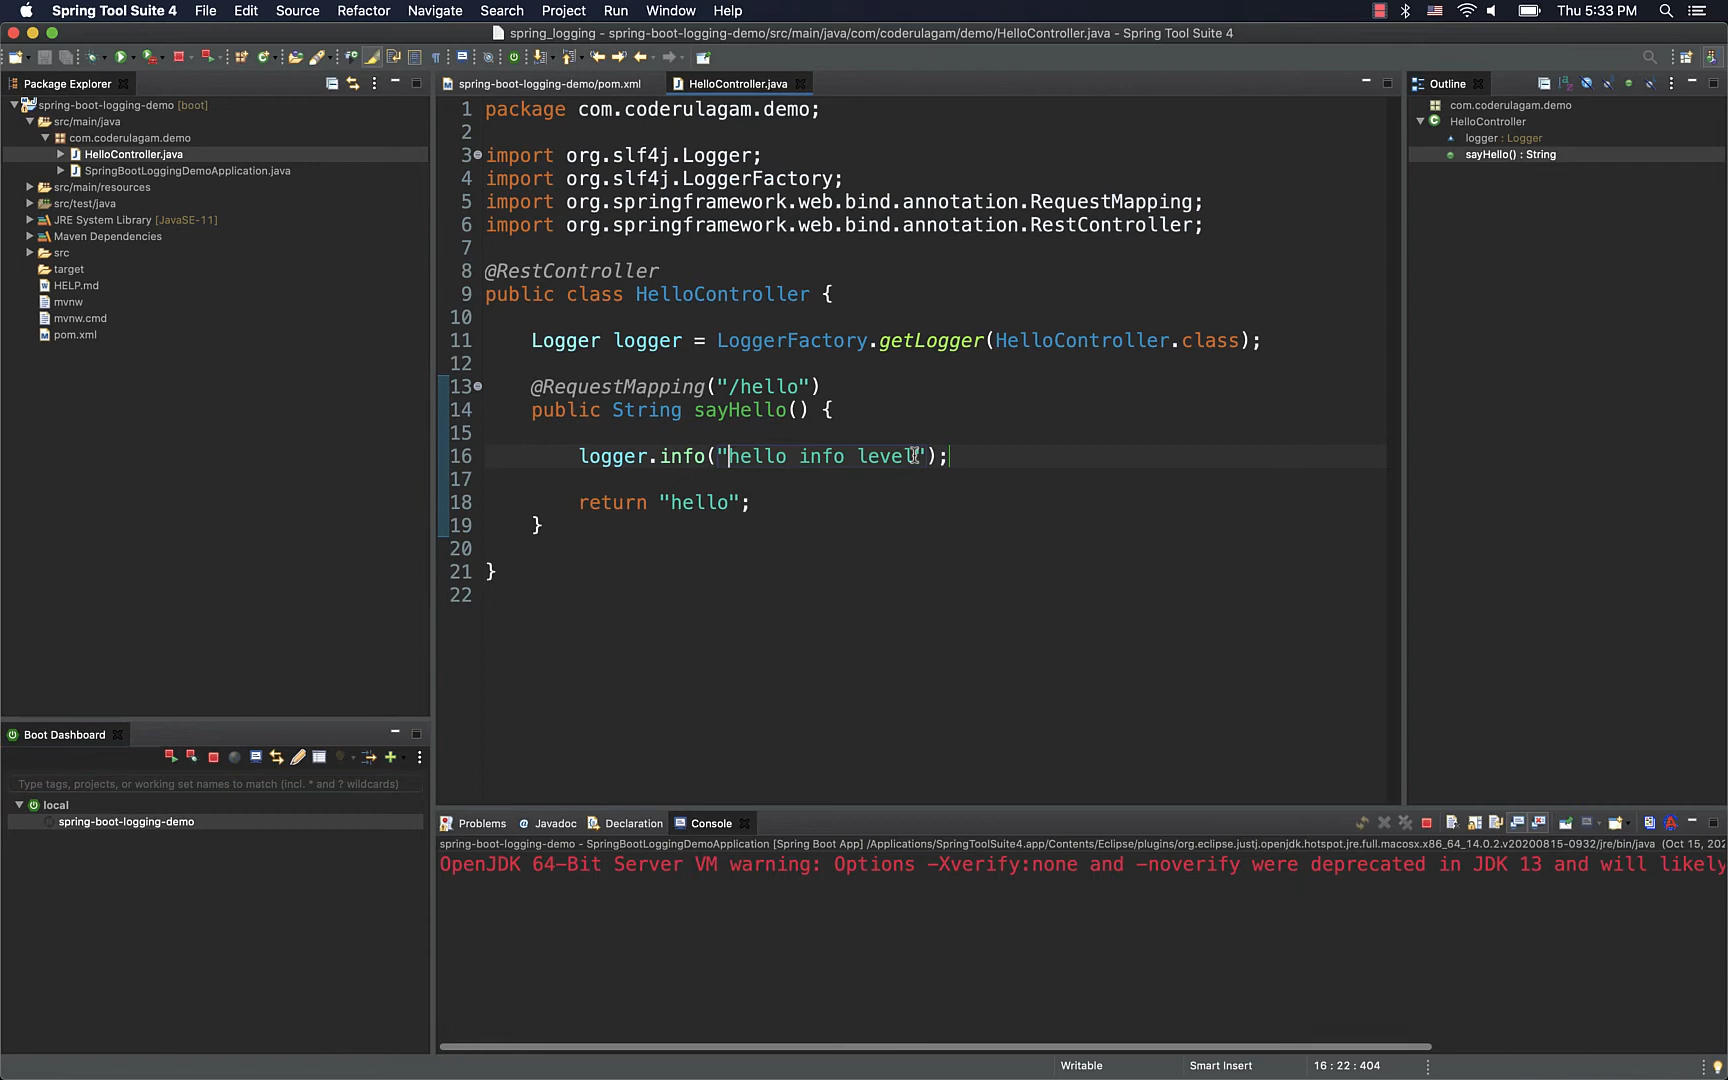 Spring Tool Suite 4 File Edit Source Refactor Navigate Search Project Run Window Help Thu 5:33 PM
spring_logging - spring-boot-logging-demo/src/main/java/com/coderulagam/demo/HelloController.java - Spring Tool Suite 4
Package Explorer
spring-boot-logging-demo [boot]
src/main/java
com.coderulagam.demo
HelloController.java
SpringBootLoggingDemoApplication.java
src/main/resources
src/test/java
JRE System Library [JavaSE-11]
Maven Dependencies
src
target
HELP.md
mvnw
mvnw.cmd
pom.xml
spring-boot-logging-demo/pom.xml HelloController.java
1 package com.coderulagam.demo;
2
3 import org.slf4j.Logger;
4 import org.slf4j.LoggerFactory;
5 import org.springframework.web.bind.annotation.RequestMapping;
6 import org.springframework.web.bind.annotation.RestController;
7
8 @RestController
9 public class HelloController {
10
11 Logger logger = LoggerFactory.getLogger(HelloController.class);
12
13 @RequestMapping("/hello")
14 public String sayHello() {
15
16 logger.info("hello info level");
17
18 return "hello";
19 }
20
21 }
22
Outline
com.coderulagam.demo
HelloController
logger : Logger
sayHello() : String
Boot Dashboard
Type tags, projects, or working set names to match (incl. * and ? wildcards)
local
spring-boot-logging-demo
Problems Javadoc Declaration Console
spring-boot-logging-demo - SpringBootLoggingDemoApplication [Spring Boot App] /Applications/SpringToolSuite4.app/Contents/Eclipse/plugins/org.eclipse.justj.openjdk.hotspot.jre.full.macosx.x86_64_14.0.2.v20200815-0932/jre/bin/java (Oct 15, 202
OpenJDK 64-Bit Server VM warning: Options -Xverify:none and -noverify were deprecated in JDK 13 and will likely
Writable Smart Insert 16 : 22 : 404